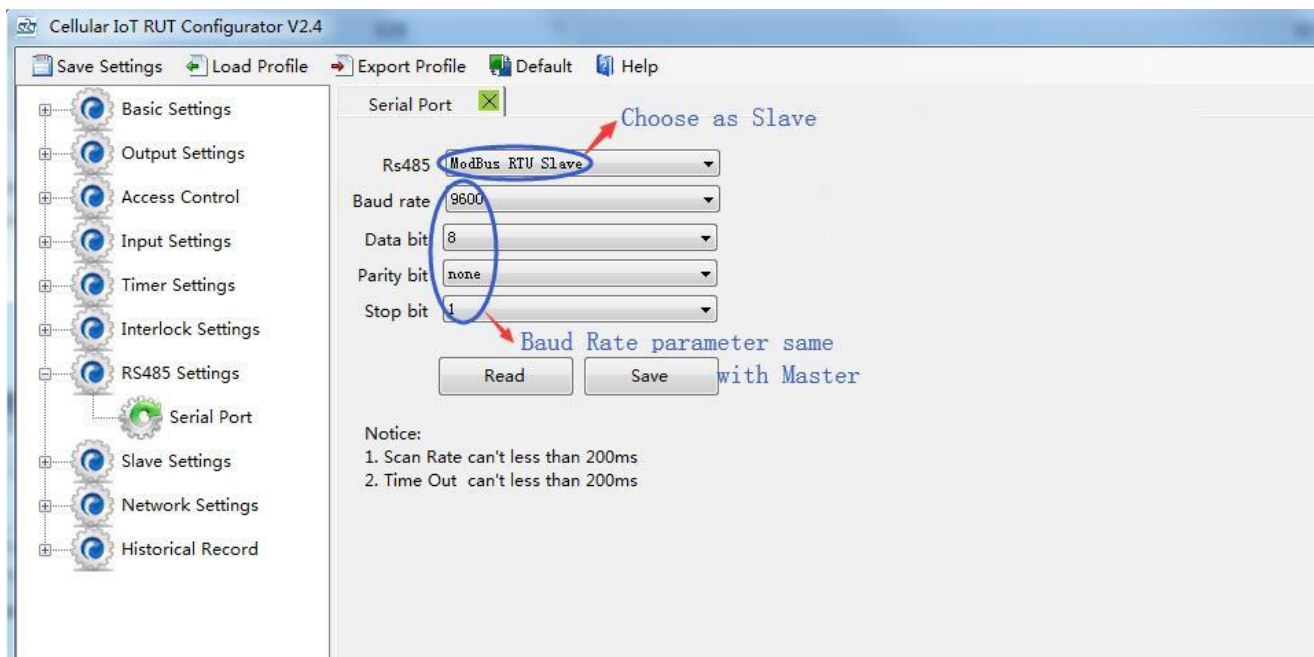 Cellular IoT RUT Configurator V2.4
Save Settings Load Profile Export Profile Default Help
Basic Settings
Output Settings
Access Control
Input Settings
Timer Settings
Interlock Settings
RS485 Settings
Serial Port
Slave Settings
Network Settings
Historical Record
Serial Port
Choose as Slave
Rs485 ModBus RTU Slave
Baud rate 9600
Data bit 8
Parity bit none
Stop bit 1
Baud Rate parameter same
with Master
Read Save
Notice:
1. Scan Rate can't less than 200ms
2. Time Out can't less than 200ms